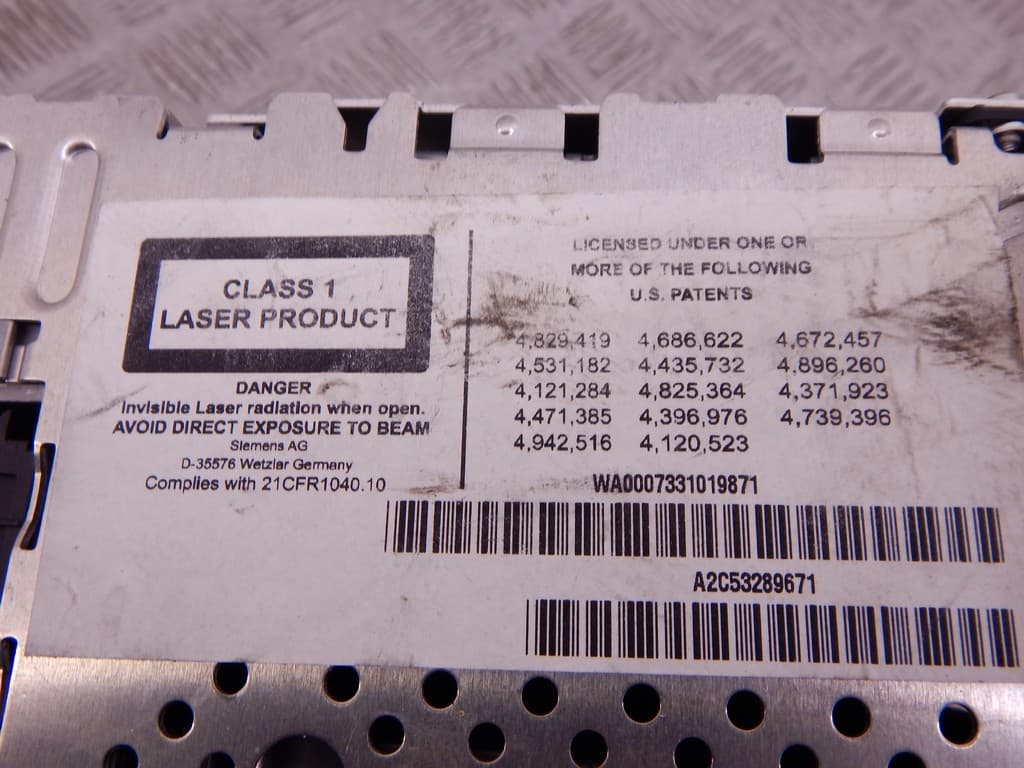 CLASS 1
LASER PRODUCT
DANGER
Invisible Laser radiation when open.
AVOID DIRECT EXPOSURE TO BEAM
Siemens AG
D-35576 Wetzlar Germany
Complies with 21CFR1040.10
LICENSED UNDER ONE OR
MORE OF THE FOLLOWING
U.S. PATENTS
4,829,419 4,686,622 4,672,457
4,531,182 4,435,732 4,896,260
4,121,284 4,825,364 4,371,923
4,471,385 4,396,976 4,739,396
4,942,516 4,120,523
WA0007331019871
A2C53289671